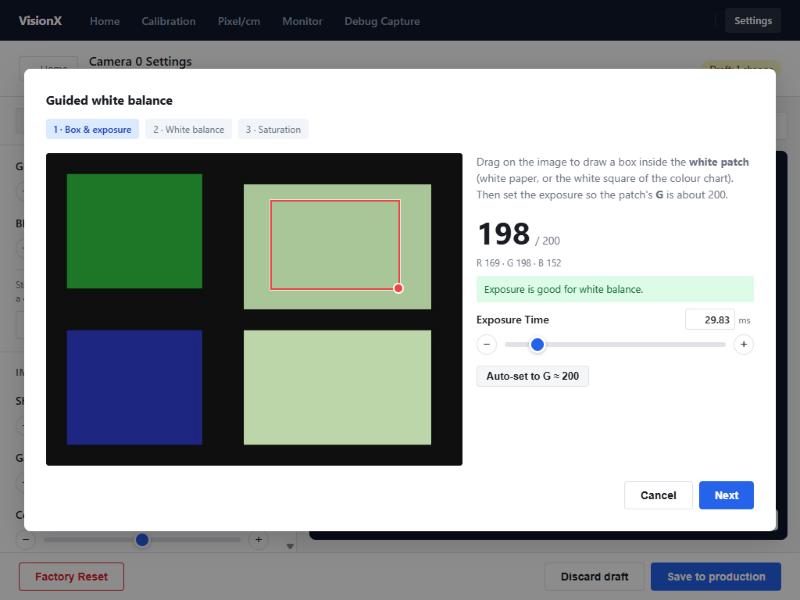 VisionX Home Calibration Pixel/cm Monitor Debug Capture Settings
Home
Camera 0 Settings
Draft: 1 change
Guided white balance
1 · Box & exposure 2 · White balance 3 · Saturation
Drag on the image to draw a box inside the white patch
(white paper, or the white square of the colour chart).
Then set the exposure so the patch's G is about 200.
198 / 200
R 169 · G 198 · B 152
Exposure is good for white balance.
Exposure Time 29.83 ms
− +
Auto-set to G ≈ 200
Cancel Next
− +
Factory Reset Discard draft Save to production